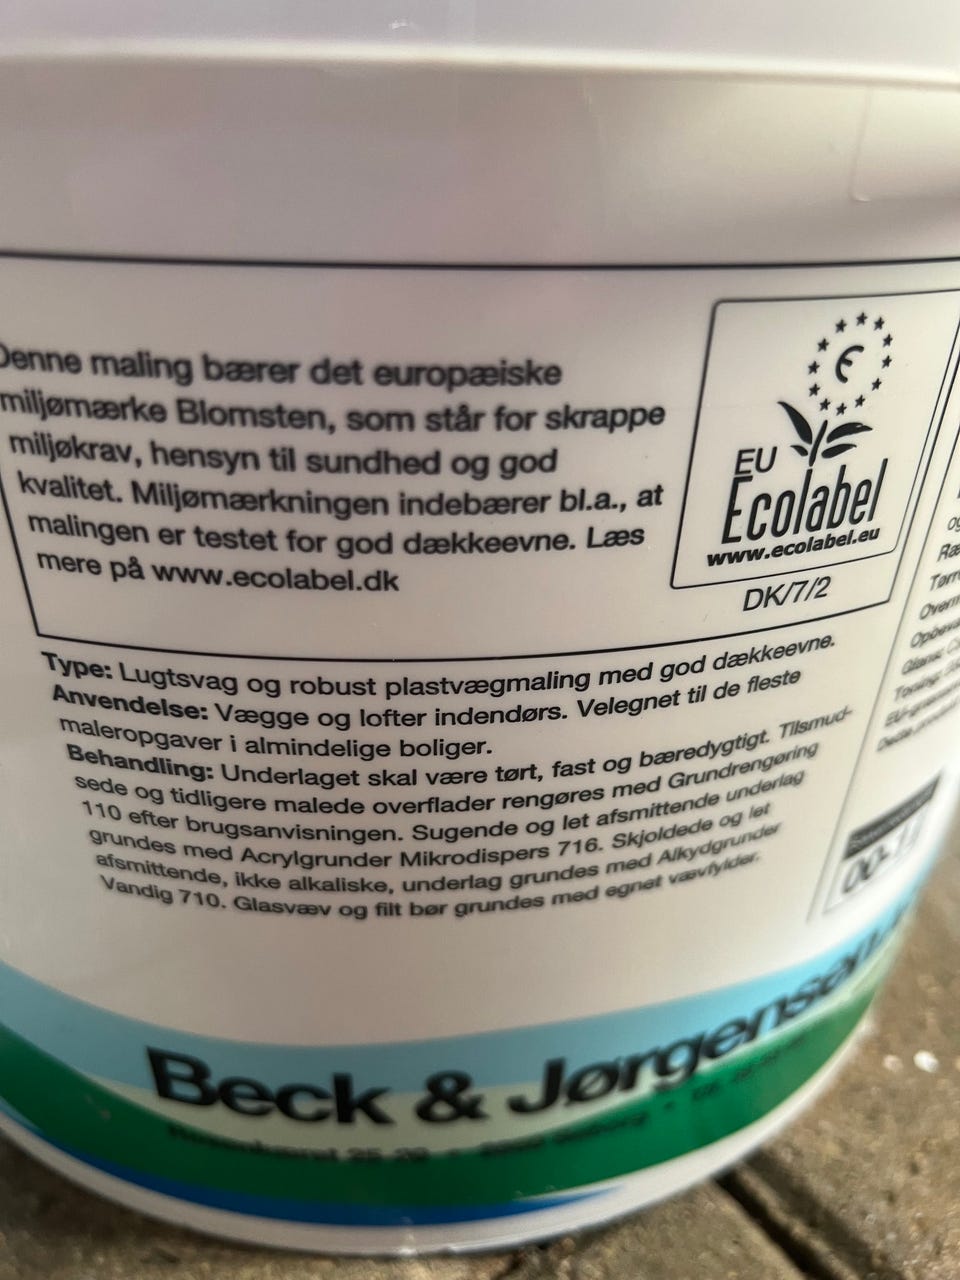 Denne maling bærer det europæiske
miljømærke Blomsten, som står for skrappe
miljøkrav, hensyn til sundhed og god
kvalitet. Miljømærkningen indebærer bl.a., at
malingen er testet for god dækkeevne. Læs
mere på www.ecolabel.dk
EU
Ecolabel
www.ecolabel.eu
DK/7/2
Type: Lugtsvag og robust plastvægmaling med god dækkeevne.
Anvendelse: Vægge og lofter indendørs. Velegnet til de fleste
maleropgaver i almindelige boliger.
Behandling: Underlaget skal være tørt, fast og bæredygtigt. Tilsmud-
sede og tidligere malede overflader rengøres med Grundrengøring
110 efter brugsanvisningen. Sugende og let afsmittende underlag
grundes med Acrylgrunder Mikrodispers 716. Skjoldede og let
afsmittende, ikke alkaliske, underlag grundes med Alkydgrunder
Vandig 710. Glasvæv og filt bør grundes med egnet vævfylder.
og
Glans:
Toning:
Beck & Jørgensen